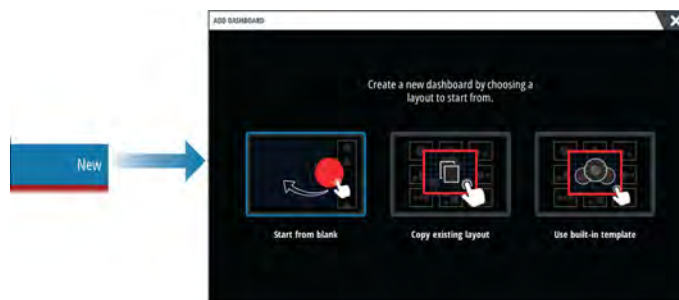 ADD DASHBOARD
Create a new dashboard by choosing a
layout to start from.
New
Start from blank
Copy existing layout
Use built-in template